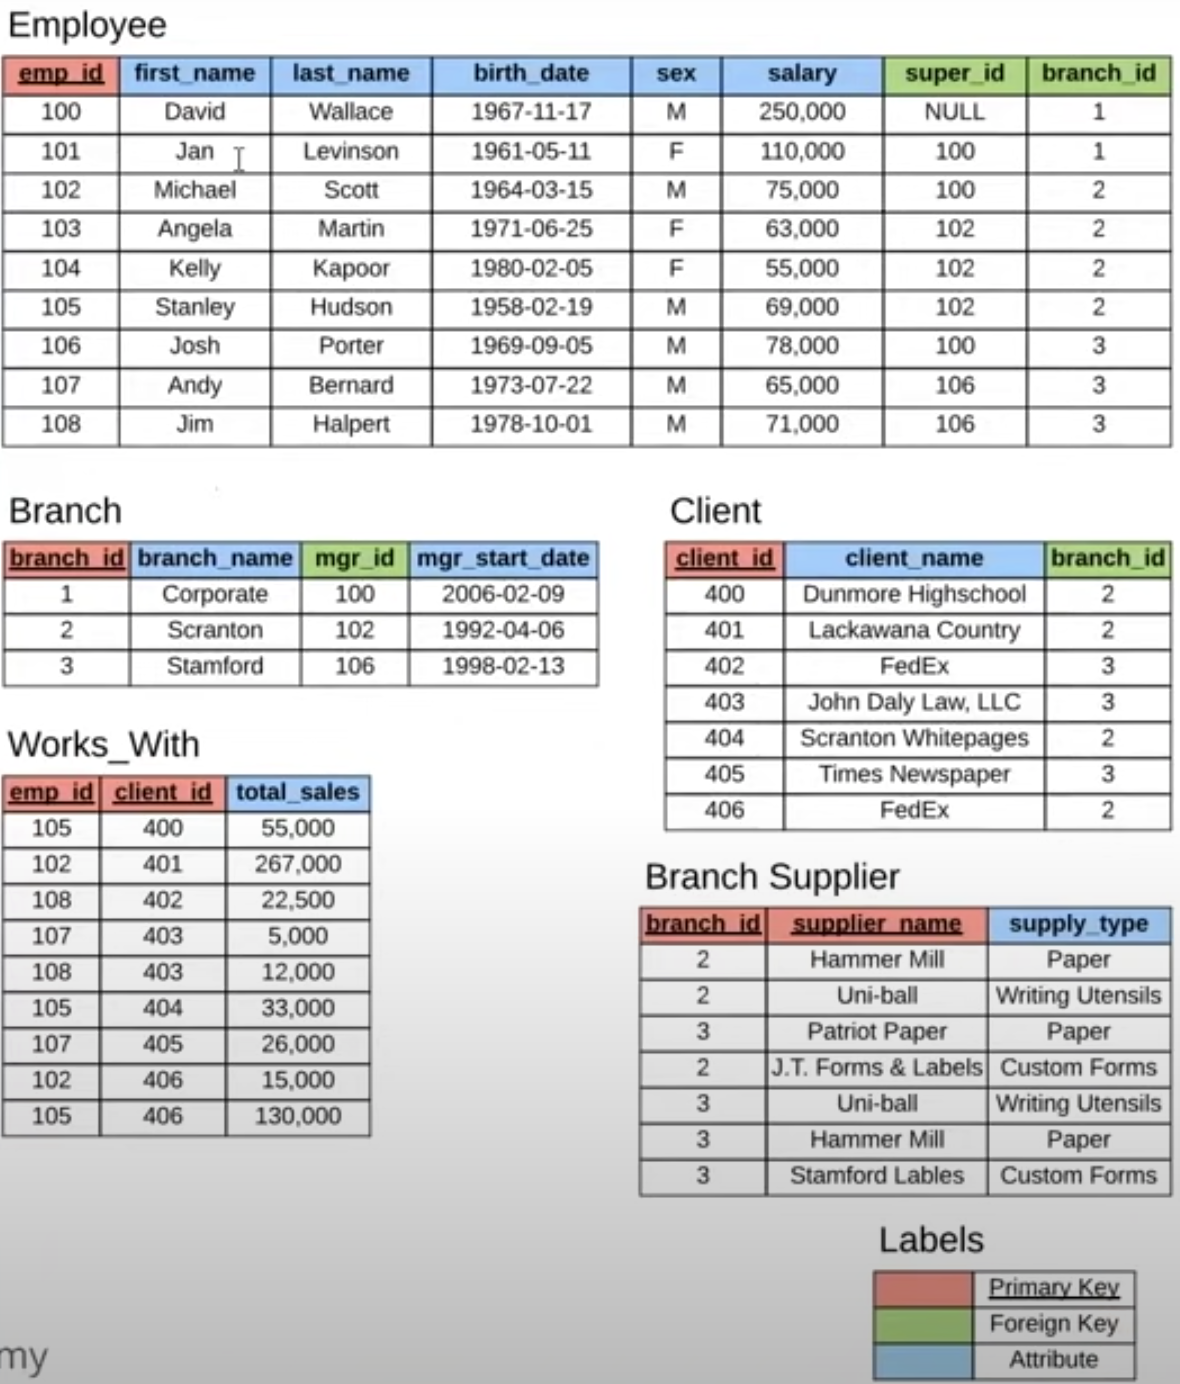 Employee
emp_id first_name last_name birth_date sex salary super_id branch_id
100 David Wallace 1967-11-17 M 250,000 NULL 1
101 Jan Levinson 1961-05-11 F 110,000 100 1
102 Michael Scott 1964-03-15 M 75,000 100 2
103 Angela Martin 1971-06-25 F 63,000 102 2
104 Kelly Kapoor 1980-02-05 F 55,000 102 2
105 Stanley Hudson 1958-02-19 M 69,000 102 2
106 Josh Porter 1969-09-05 M 78,000 100 3
107 Andy Bernard 1973-07-22 M 65,000 106 3
108 Jim Halpert 1978-10-01 M 71,000 106 3
Branch
branch_id branch_name mgr_id mgr_start_date
1 Corporate 100 2006-02-09
2 Scranton 102 1992-04-06
3 Stamford 106 1998-02-13
Client
client_id client_name branch_id
400 Dunmore Highschool 2
401 Lackawana Country 2
402 FedEx 3
403 John Daly Law, LLC 3
404 Scranton Whitepages 2
405 Times Newspaper 3
406 FedEx 2
Works_With
emp_id client_id total_sales
105 400 55,000
102 401 267,000
108 402 22,500
107 403 5,000
108 403 12,000
105 404 33,000
107 405 26,000
102 406 15,000
105 406 130,000
Branch Supplier
branch_id supplier_name supply_type
2 Hammer Mill Paper
2 Uni-ball Writing Utensils
3 Patriot Paper Paper
2 J.T. Forms & Labels Custom Forms
3 Uni-ball Writing Utensils
3 Hammer Mill Paper
3 Stamford Lables Custom Forms
Labels
Primary Key
Foreign Key
Attribute
my